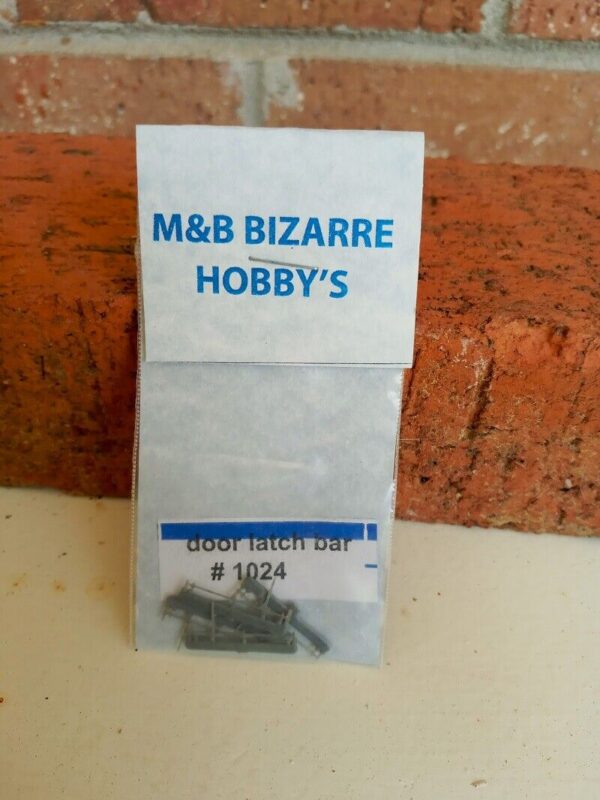 M&B BIZARRE
HOBBY'S
door latch bar
# 1024